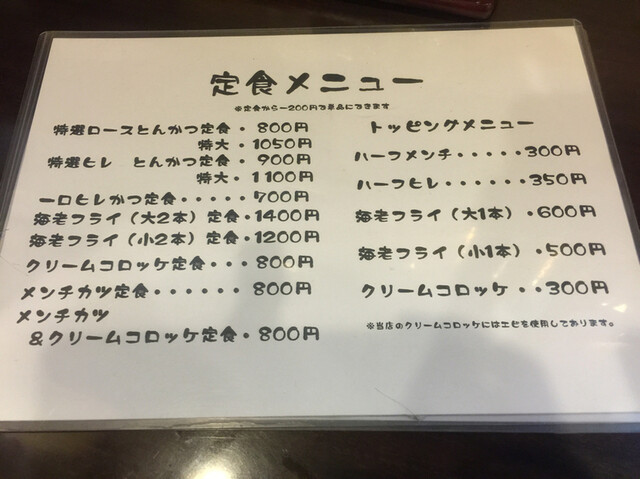 定食メニュー
※定食から−200円で単品にできます
特選ロースとんかつ定食・800円
特大・1050円
特選ヒレ とんかつ定食・900円
特大・1100円
一口ヒレかつ定食・・・・・700円
海老フライ(大2本)定食・1400円
海老フライ(小2本)定食・1200円
クリームコロッケ定食・・・800円
メンチカツ定食・・・・・・800円
メンチカツ
&クリームコロッケ定食・800円
トッピングメニュー
ハーフメンチ・・・・・300円
ハーフヒレ・・・・・・350円
海老フライ(大1本)・600円
海老フライ(小1本)・500円
クリームコロッケ・・300円
※当店のクリームコロッケにはエビを使用しております。